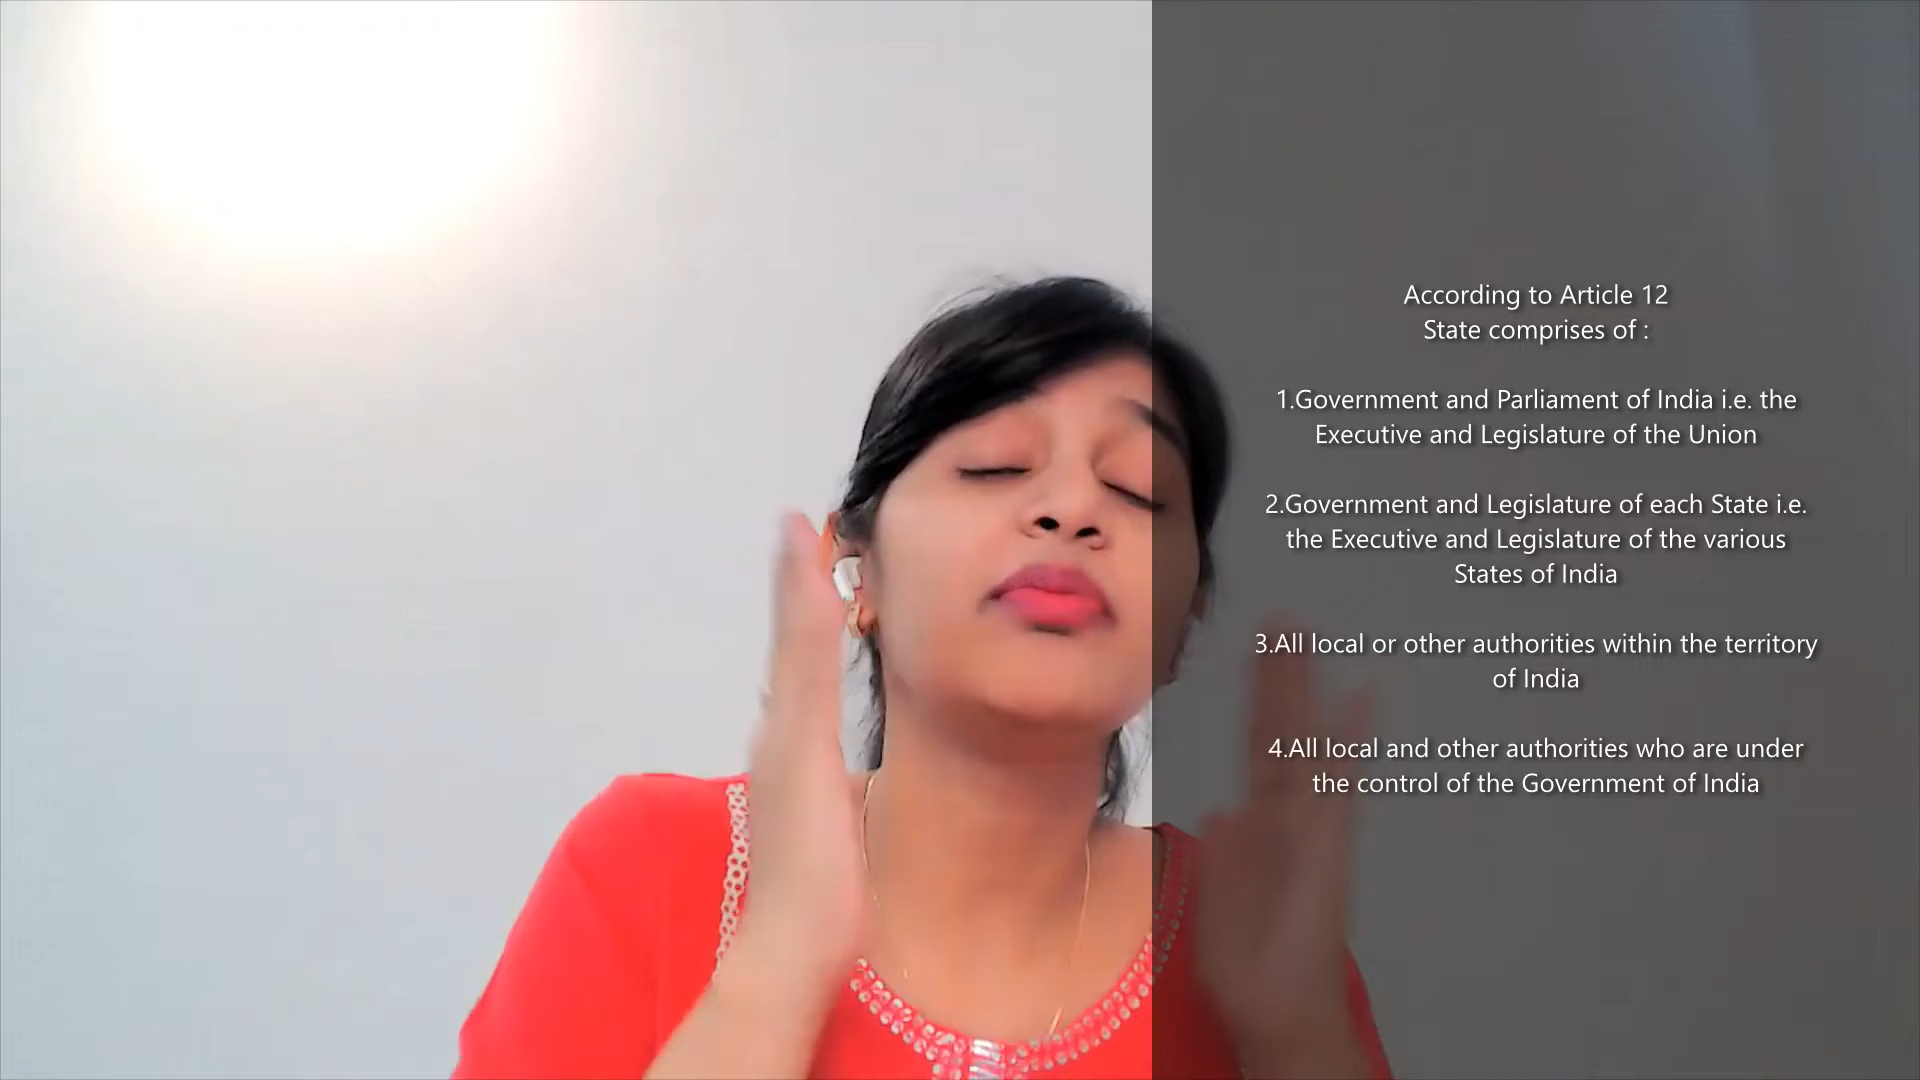 According to Article 12
State comprises of :
1.Government and Parliament of India i.e. the
Executive and Legislature of the Union
2.Government and Legislature of each State i.e.
the Executive and Legislature of the various
States of India
3.All local or other authorities within the territory
of India
4.All local and other authorities who are under
the control of the Government of India